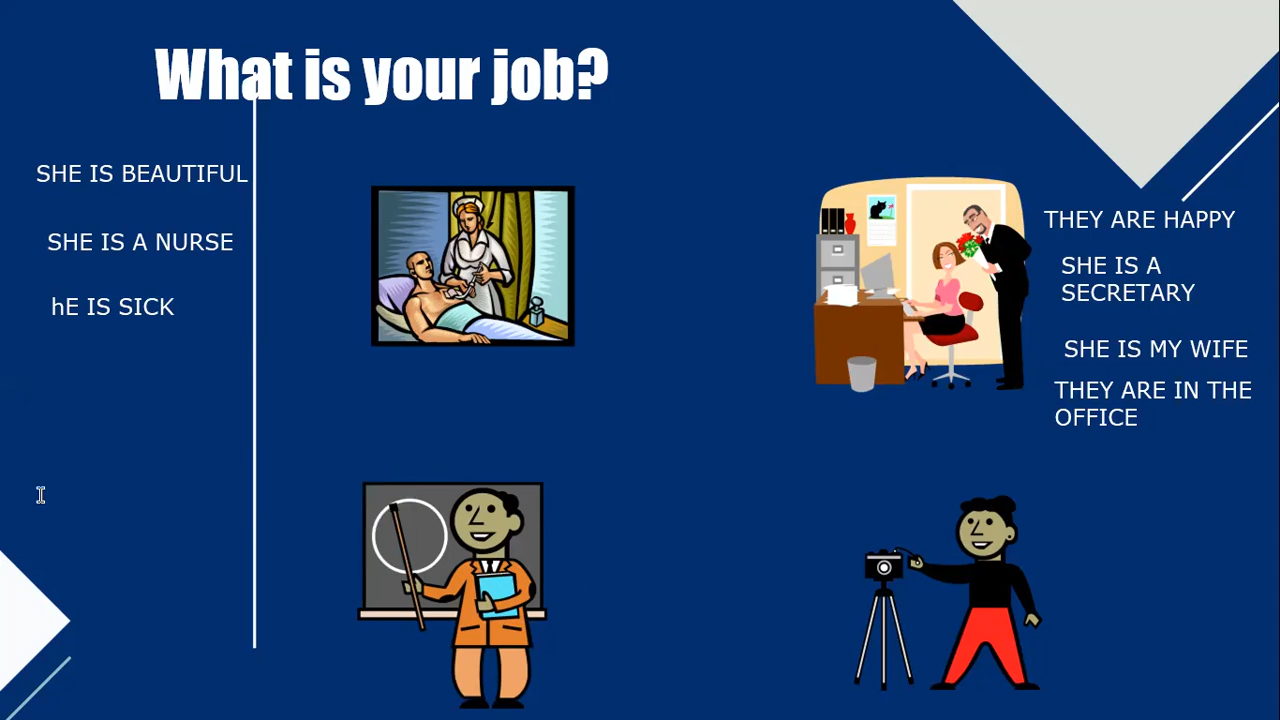 What is your job?
SHE IS BEAUTIFUL
SHE IS A NURSE
hE IS SICK
THEY ARE HAPPY
SHE IS A
SECRETARY
SHE IS MY WIFE
THEY ARE IN THE
OFFICE